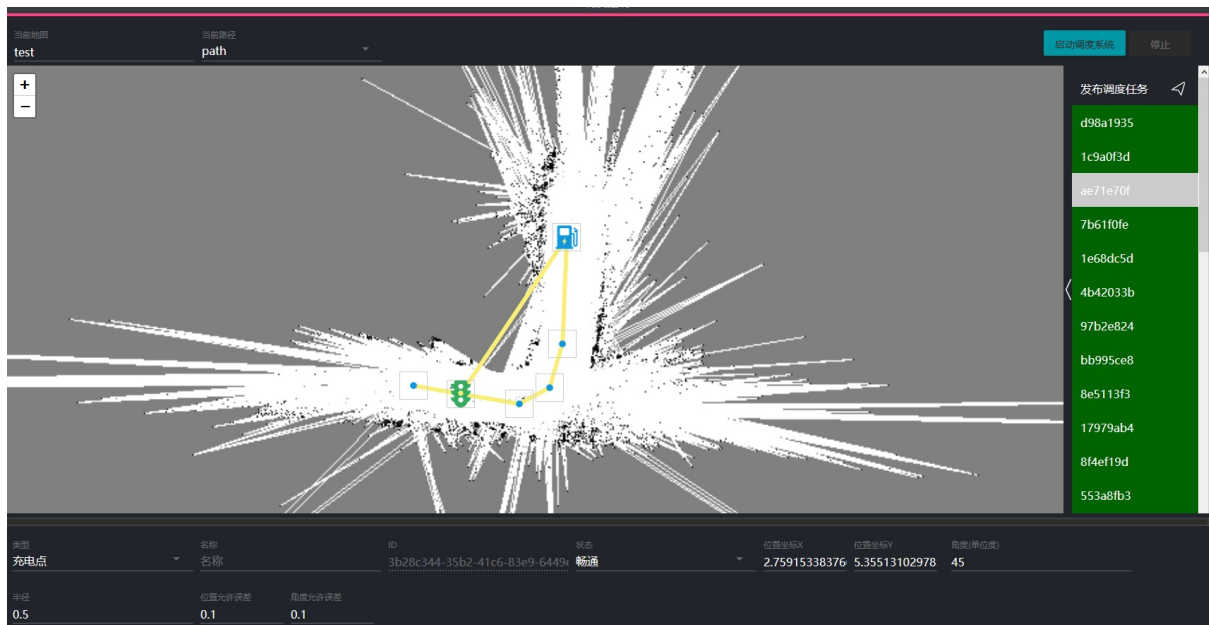 当前地图
test
当前路径
path
启动调度系统
停止
+
−
发布调度任务
d98a1935
1c9a0f3d
ae71e70f
7b61f0fe
1e68dc5d
4b42033b
97b2e824
bb995ce8
8e5113f3
17979ab4
8f4ef19d
553a8fb3
类型
充电点
名称
名称
ID
3b28c344-35b2-41c6-83e9-6449
状态
畅通
位置坐标X
2.75915338376
位置坐标Y
5.35513102978
角度(单位度)
45
半径
0.5
位置允许误差
0.1
角度允许误差
0.1